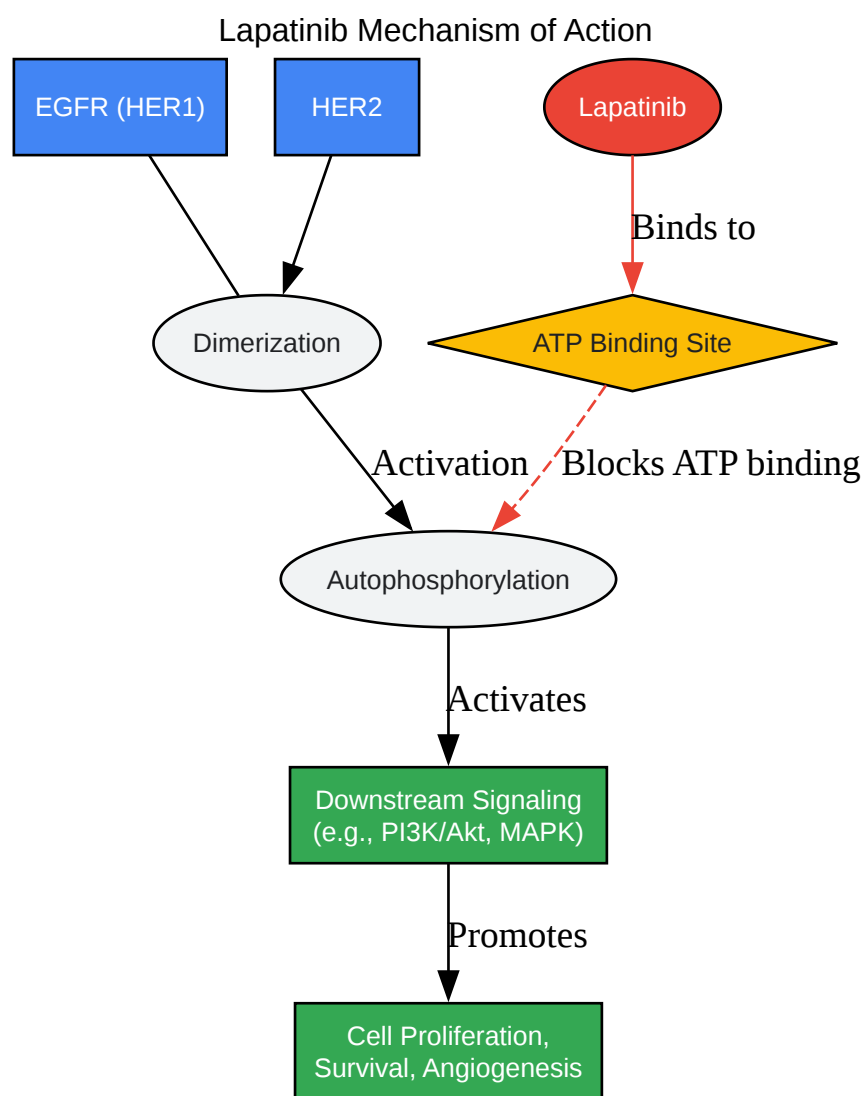 Lapatinib Mechanism of Action
EGFR (HER1)
HER2
Lapatinib
Binds to
Dimerization
ATP Binding Site
Activation
Blocks ATP binding
Autophosphorylation
Activates
Downstream Signaling
(e.g., PI3K/Akt, MAPK)
Promotes
Cell Proliferation,
Survival, Angiogenesis